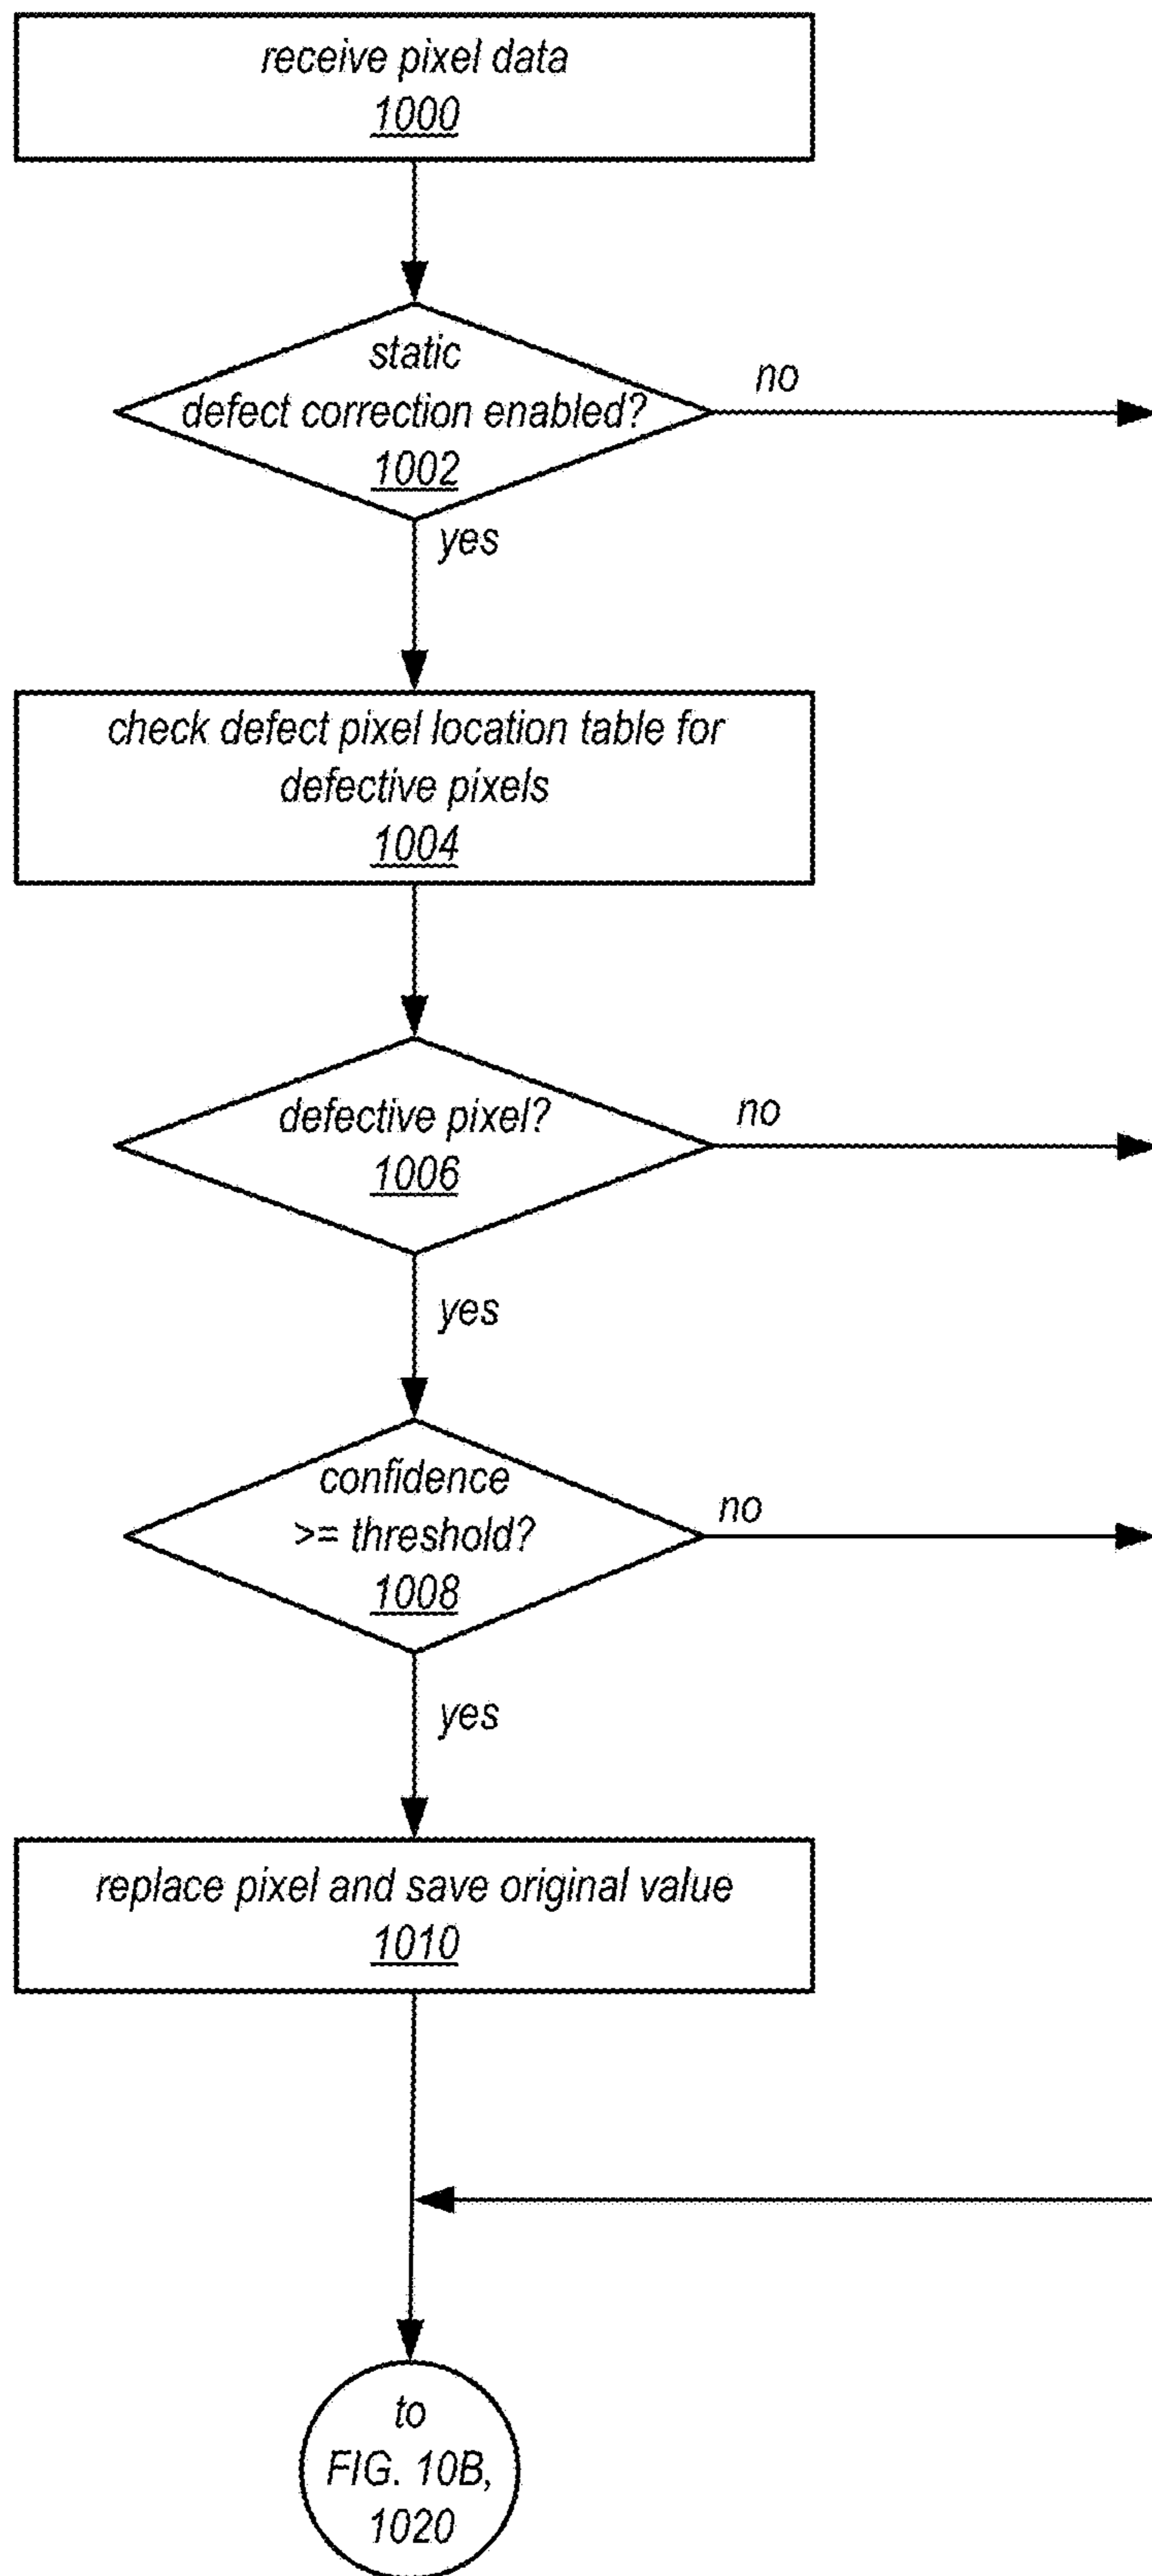 receive pixel data
1000
static
defect correction enabled?
1002
no
yes
check defect pixel location table for
defective pixels
1004
defective pixel?
1006
no
yes
confidence
>= threshold?
1008
no
yes
replace pixel and save original value
1010
to
FIG. 10B,
1020